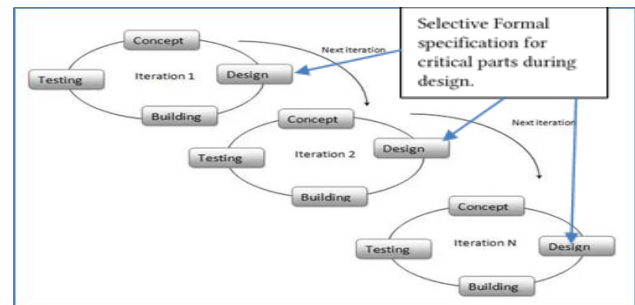 Selective Formal
specification for
critical parts during
design.
Concept
Next iteration
Testing
Iteration 1
Design
Building
Concept
Next iteration
Testing
Iteration 2
Design
Building
Concept
Testing
Iteration N
Design
Building